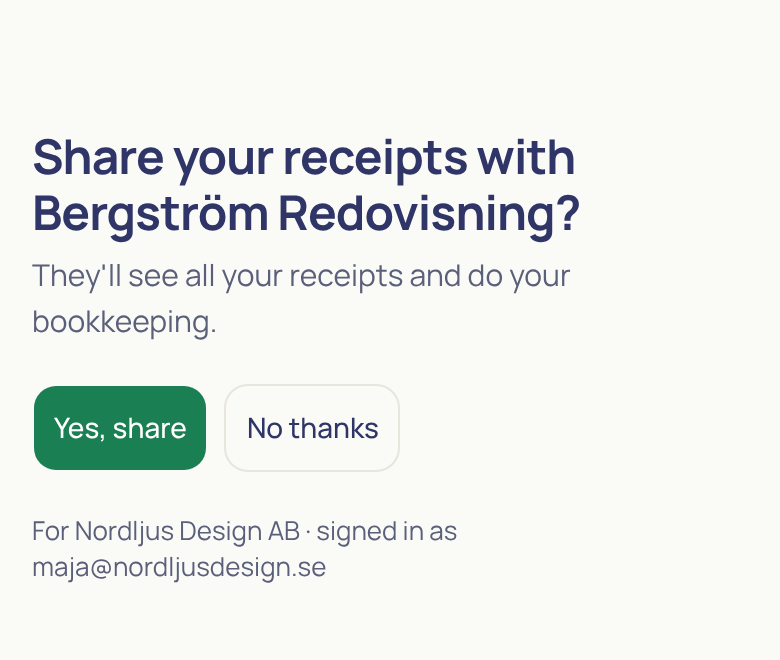 Share your receipts with
Bergström Redovisning?
They'll see all your receipts and do your
bookkeeping.
Yes, share
No thanks
For Nordljus Design AB · signed in as
maja@nordljusdesign.se